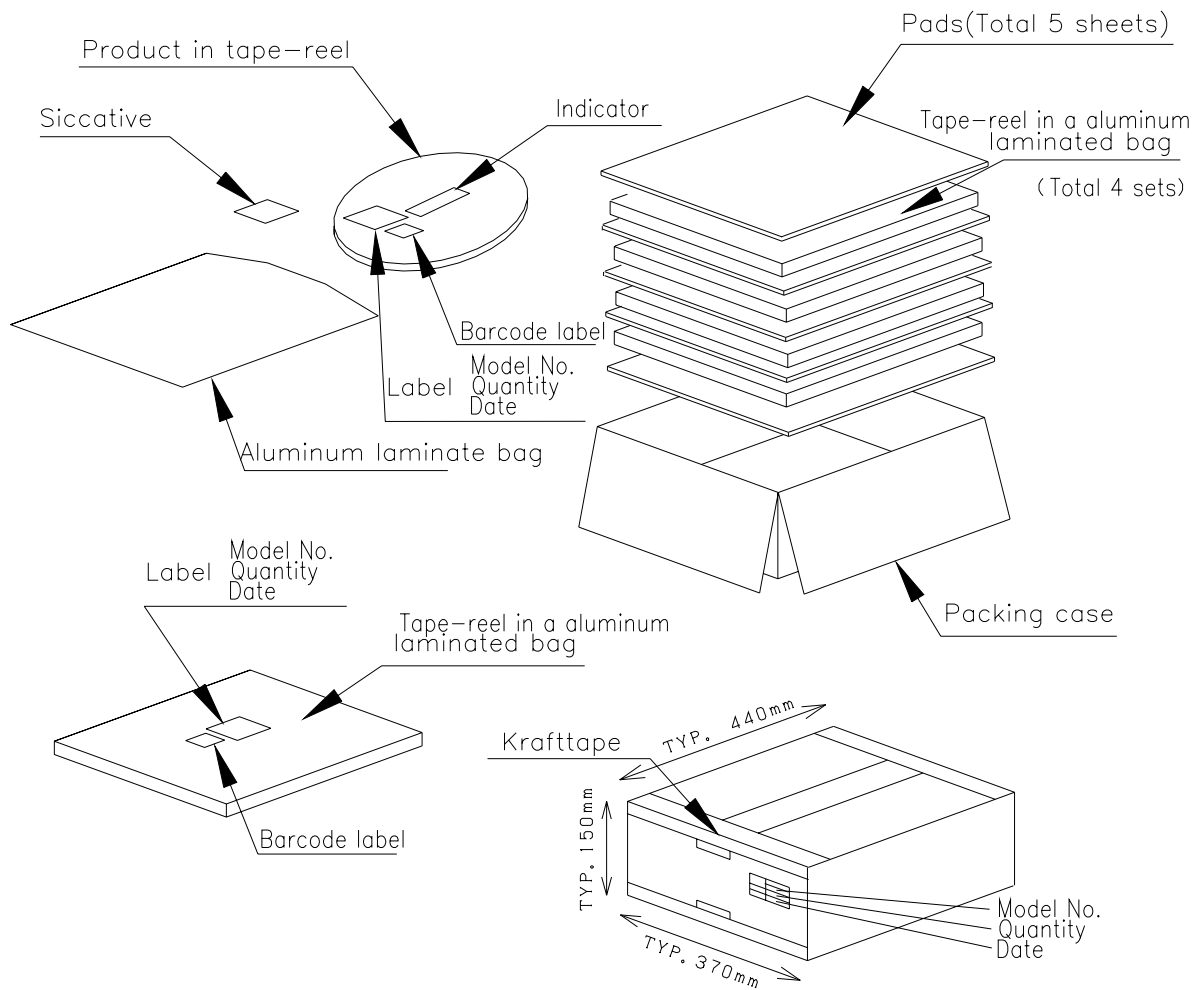 Product in tape-reel
Siccative
Indicator
Pads(Total 5 sheets)
Tape-reel in a aluminum
laminated bag
(Total 4 sets)
Barcode label
Label
Model No.
Quantity
Date
Aluminum laminate bag
Packing case
Label
Model No.
Quantity
Date
Tape-reel in a aluminum
laminated bag
Barcode label
Krafttape
TYP. 440mm
TYP. 150mm
TYP. 370mm
Model No.
Quantity
Date